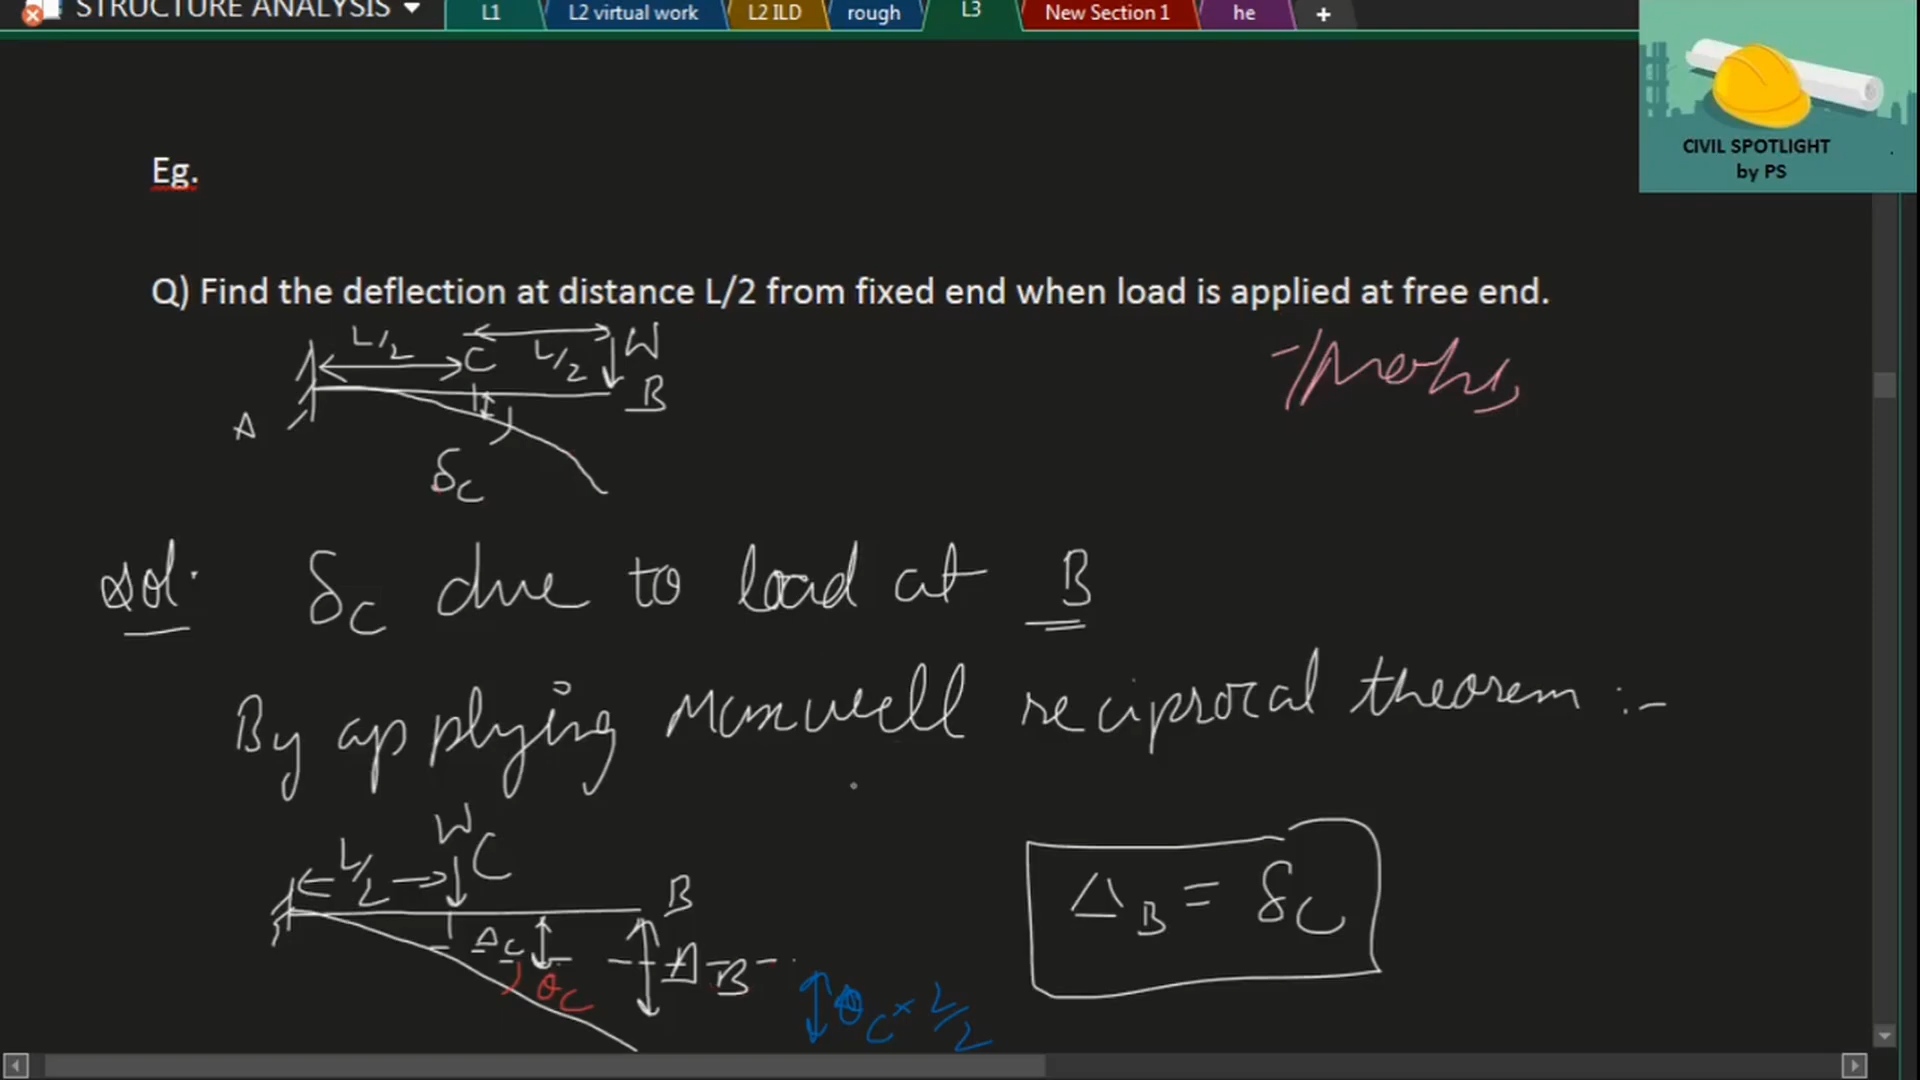 STRUCTURE ANALYSIS
L1
L2 virtual work
L2 ILD
rough
L3
New Section 1
he
+
CIVIL SPOTLIGHT
by PS
Eg.
Q) Find the deflection at distance L/2 from fixed end when load is applied at free end.
L/2 C L/2 W
A B
δc
Sol. δc due to load at B
By applying Maxwell reciprocal theorem :-
W
L/2 C
B
Δc ΔB
θc
θc × L/2
ΔB = δc